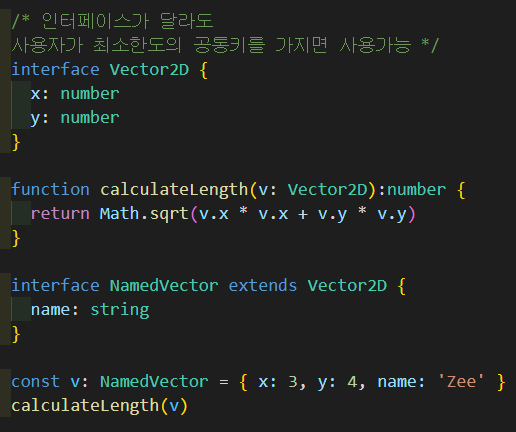 /* 인터페이스가 달라도
사용자가 최소한도의 공통키를 가지면 사용가능 */
interface Vector2D {
  x: number
  y: number
}

function calculateLength(v: Vector2D):number {
  return Math.sqrt(v.x * v.x + v.y * v.y)
}

interface NamedVector extends Vector2D {
  name: string
}

const v: NamedVector = { x: 3, y: 4, name: 'Zee' }
calculateLength(v)